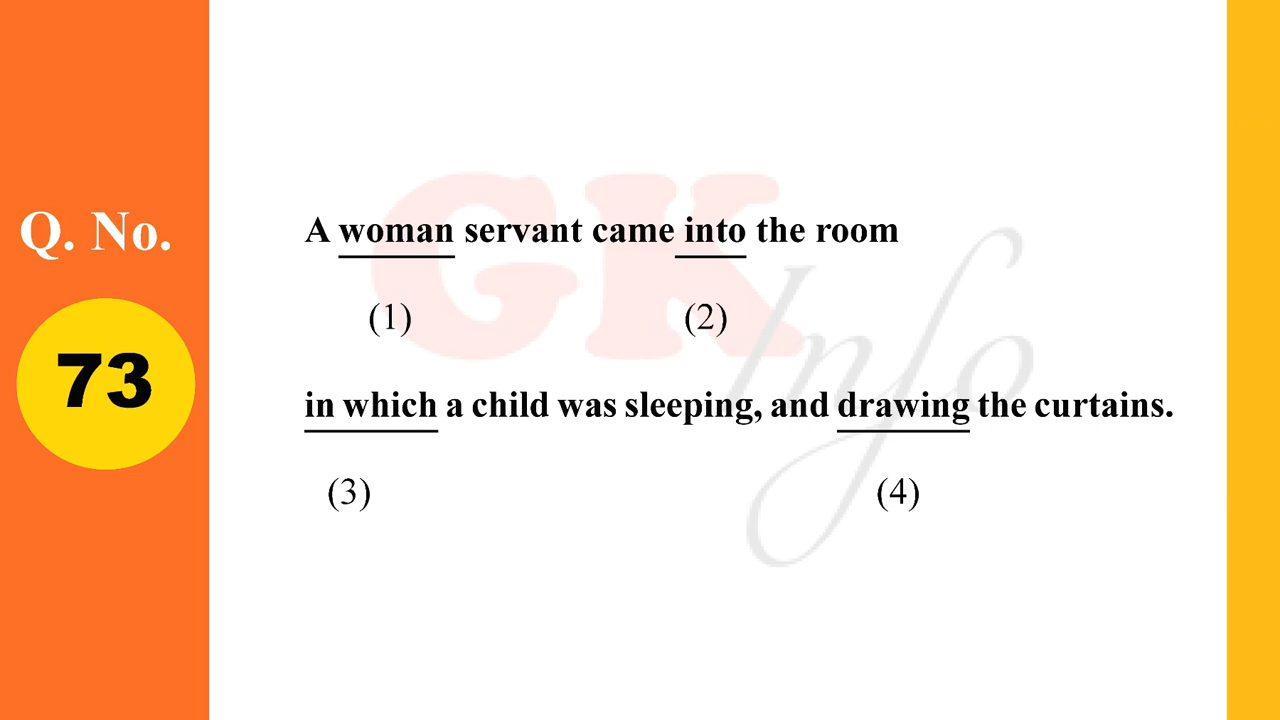 Q. No.
73
A woman servant came into the room
(1) (2)
in which a child was sleeping, and drawing the curtains.
(3) (4)
GK
Info